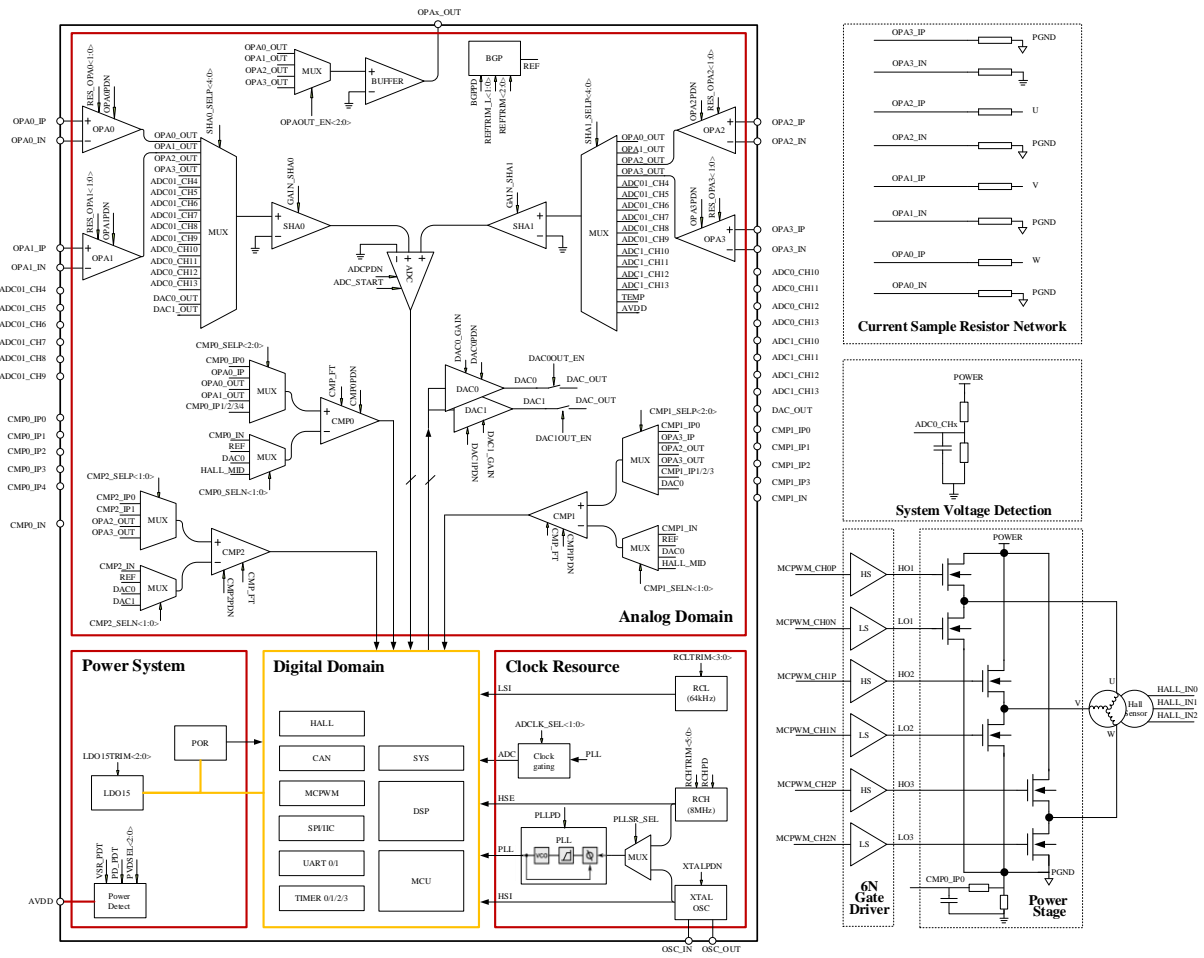 OPAx_OUT
OPA0_OUT
OPA1_OUT
OPA2_OUT
OPA3_OUT
MUX
BUFFER
OPAOUT_EN<2:0>
BGP
REF
BGPPD
REFTRIM_L<1:0>
REFTRIM<2:0>
RES_OPA0<1:0>
OPA0PDN
OPA0_IP
OPA0_IN
OPA0
SHA0_SELP<4:0>
RES_OPA1<1:0>
OPA1PDN
OPA1_IP
OPA1_IN
OPA1
OPA0_OUT
OPA1_OUT
OPA2_OUT
OPA3_OUT
ADC01_CH4
ADC01_CH5
ADC01_CH6
ADC01_CH7
ADC01_CH8
ADC01_CH9
ADC0_CH10
ADC0_CH11
ADC0_CH12
ADC0_CH13
DAC0_OUT
DAC1_OUT
MUX
GAIN_SHA0
SHA0
GAIN_SHA1
SHA1
ADCPDN
ADC_START
ADC
SHA1_SELP<4:0>
MUX
OPA0_OUT
OPA1_OUT
OPA2_OUT
OPA3_OUT
ADC01_CH4
ADC01_CH5
ADC01_CH6
ADC01_CH7
ADC01_CH8
ADC01_CH9
ADC1_CH10
ADC1_CH11
ADC1_CH12
ADC1_CH13
TEMP
AVDD
OPA2PDN
RES_OPA2<1:0>
OPA2
OPA2_IP
OPA2_IN
OPA3PDN
RES_OPA3<1:0>
OPA3
OPA3_IP
OPA3_IN
ADC01_CH4
ADC01_CH5
ADC01_CH6
ADC01_CH7
ADC01_CH8
ADC01_CH9
CMP0_IP0
CMP0_IP1
CMP0_IP2
CMP0_IP3
CMP0_IP4
CMP0_IN
ADC0_CH10
ADC0_CH11
ADC0_CH12
ADC0_CH13
ADC1_CH10
ADC1_CH11
ADC1_CH12
ADC1_CH13
DAC_OUT
CMP1_IP0
CMP1_IP1
CMP1_IP2
CMP1_IP3
CMP1_IN
CMP0_SELP<2:0>
CMP0_IP0
OPA0_IP
OPA0_OUT
OPA1_OUT
CMP0_IP1/2/3/4
MUX
CMP_FT
CMP0PDN
CMP0
CMP0_IN
REF
DAC0
HALL_MID
MUX
CMP0_SELN<1:0>
DAC0_GAIN
DAC0PDN
DAC0
DAC1
DAC0
DAC0OUT_EN
DAC_OUT
DAC1
DAC_OUT
DAC1OUT_EN
DAC1PDN
DAC1_GAIN
CMP1_SELP<2:0>
CMP1_IP0
OPA3_IP
OPA2_OUT
OPA3_OUT
CMP1_IP1/2/3
DAC0
MUX
CMP1
CMP_FT
CMP1PDN
MUX
CMP1_IN
REF
DAC0
HALL_MID
CMP1_SELN<1:0>
CMP2_SELP<1:0>
CMP2_IP0
CMP2_IP1
OPA2_OUT
OPA3_OUT
MUX
CMP2
CMP2PDN
CMP_FT
CMP2_IN
REF
DAC0
DAC1
MUX
CMP2_SELN<1:0>
Analog Domain
Power System
POR
LDO15TRIM<2:0>
LDO15
VSR_PDT
PD_PDT
PVDSEL<2:0>
Power
Detect
AVDD
Digital Domain
HALL
CAN
MCPWM
SPI/IIC
UART 0/1
TIMER 0/1/2/3
SYS
DSP
MCU
Clock Resource
RCLTRIM<3:0>
RCL
(64kHz)
LSI
ADCLK_SEL<1:0>
Clock
gating
ADC
PLL
RCHTRIM<5:0>
RCHPD
RCH
(8MHz)
HSE
PLLPD
PLL
VCO
PLLSR_SEL
MUX
PLL
XTALPDN
XTAL
OSC
HSI
OSC_IN
OSC_OUT
OPA3_IP
PGND
OPA3_IN
OPA2_IP
U
OPA2_IN
PGND
OPA1_IP
V
OPA1_IN
PGND
OPA0_IP
W
OPA0_IN
PGND
Current Sample Resistor Network
POWER
ADC0_CHx
System Voltage Detection
MCPWM_CH0P
HS
HO1
MCPWM_CH0N
LS
LO1
MCPWM_CH1P
HS
HO2
MCPWM_CH1N
LS
LO2
MCPWM_CH2P
HS
HO3
MCPWM_CH2N
LS
LO3
6N
Gate
Driver
POWER
U
V
W
Hall
Sensor
HALL_IN0
HALL_IN1
HALL_IN2
PGND
CMP0_IP0
Power
Stage